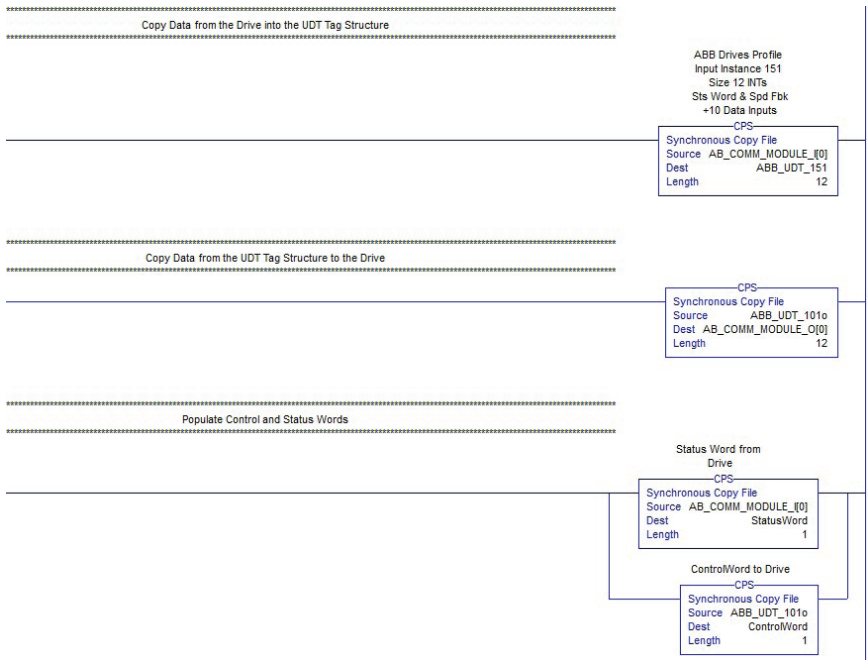 ********************************************************************************
Copy Data from the Drive into the UDT Tag Structure
********************************************************************************
ABB Drives Profile
Input Instance 151
Size 12 INTs
Sts Word & Spd Fbk
+10 Data Inputs
CPS
Synchronous Copy File
Source AB_COMM_MODULE_I[0]
Dest ABB_UDT_151
Length 12
********************************************************************************
Copy Data from the UDT Tag Structure to the Drive
********************************************************************************
CPS
Synchronous Copy File
Source ABB_UDT_101o
Dest AB_COMM_MODULE_O[0]
Length 12
********************************************************************************
Populate Control and Status Words
********************************************************************************
Status Word from
Drive
CPS
Synchronous Copy File
Source AB_COMM_MODULE_I[0]
Dest StatusWord
Length 1
ControlWord to Drive
CPS
Synchronous Copy File
Source ABB_UDT_101o
Dest ControlWord
Length 1